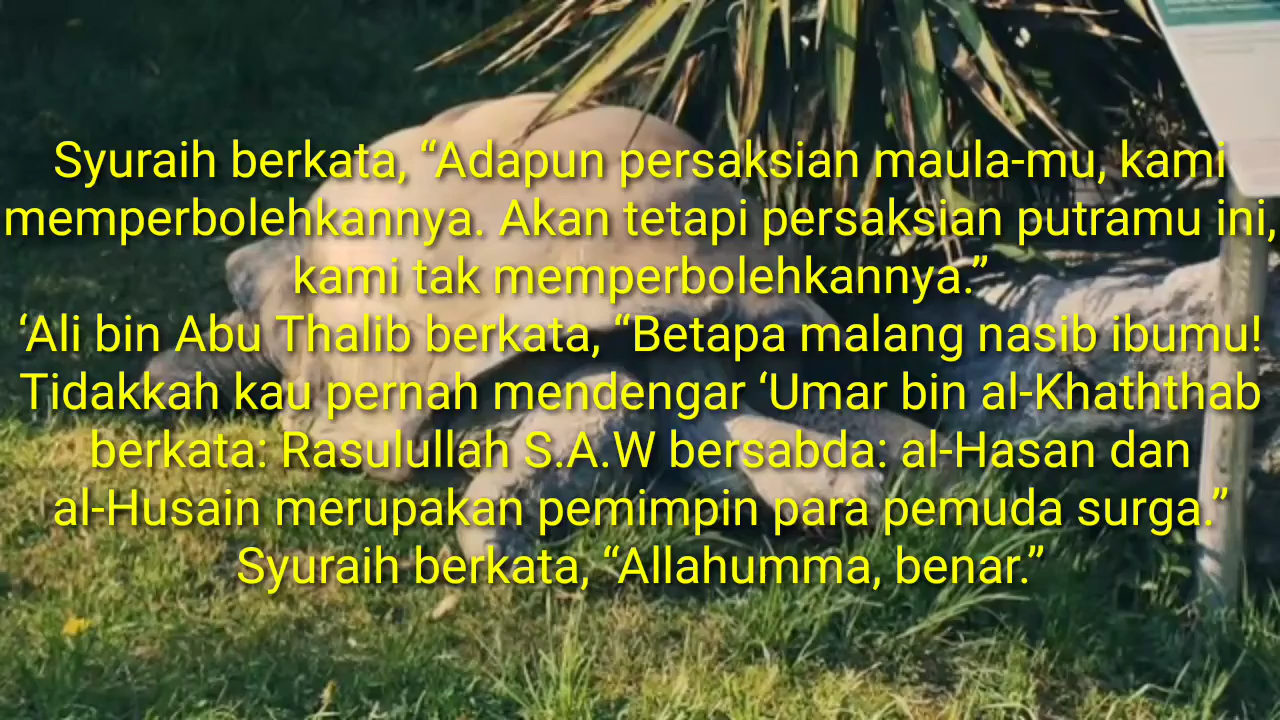 Syuraih berkata, “Adapun persaksian maula-mu, kami
memperbolehkannya. Akan tetapi persaksian putramu ini,
kami tak memperbolehkannya.”
‘Ali bin Abu Thalib berkata, “Betapa malang nasib ibumu!
Tidakkah kau pernah mendengar ‘Umar bin al-Khaththab
berkata: Rasulullah S.A.W bersabda: al-Hasan dan
al-Husain merupakan pemimpin para pemuda surga.”
Syuraih berkata, “Allahumma, benar.”